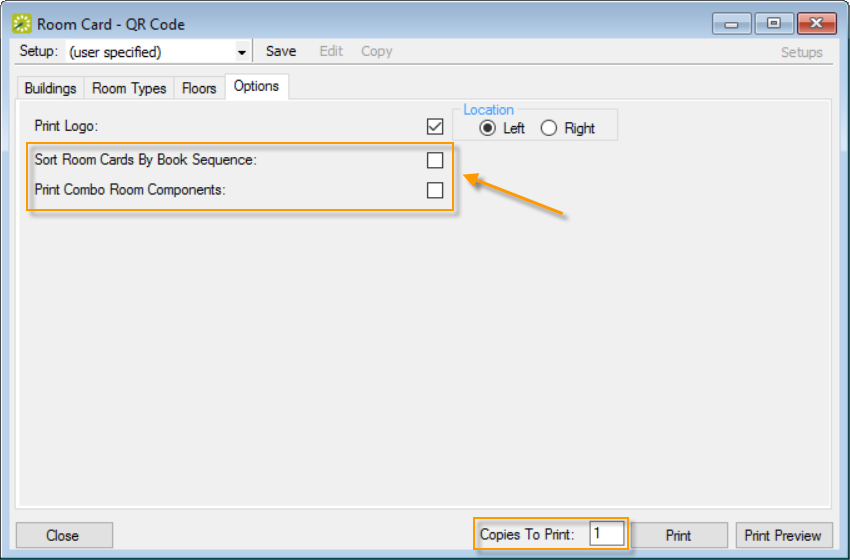 Room Card - QR Code
Setup: (user specified) Save Edit Copy Setups
Buildings Room Types Floors Options
Location
Print Logo: Left Right
Sort Room Cards By Book Sequence:
Print Combo Room Components:
Close Copies To Print: 1 Print Print Preview